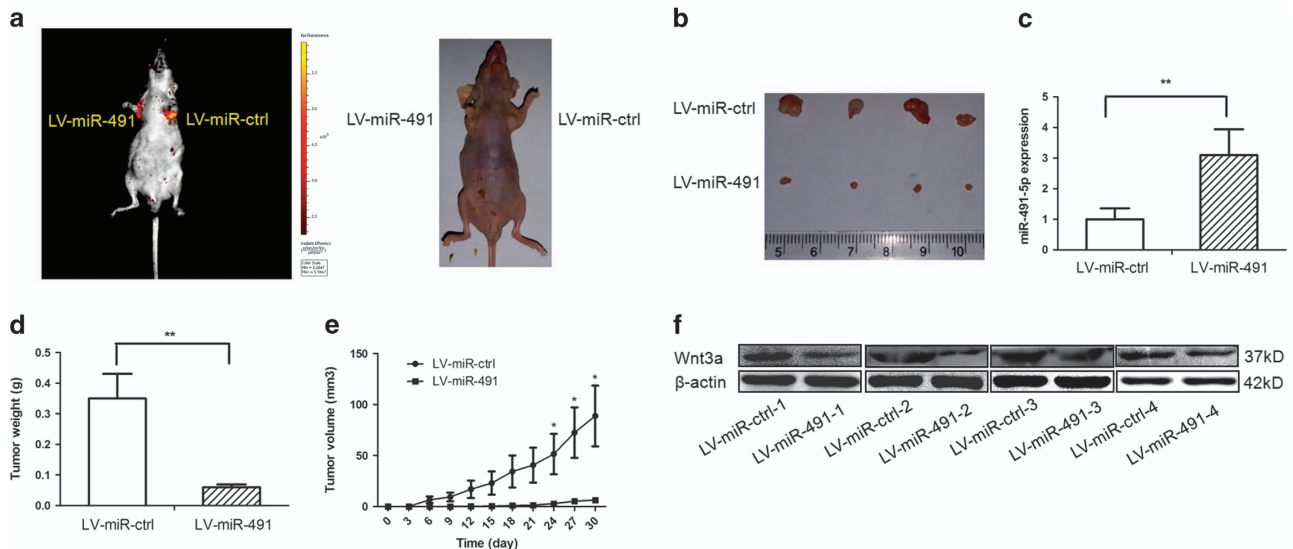 a
LV-miR-491
LV-miR-ctrl
Epi-fluorescence
Radiant Efficiency
Color Scale
LV-miR-491
LV-miR-ctrl
b
LV-miR-ctrl
LV-miR-491
5 6 7 8 9 10
c
**
miR-491-5p expression
5
4
3
2
1
0
LV-miR-ctrl
LV-miR-491
d
**
Tumor weight (g)
0.5
0.4
0.3
0.2
0.1
0.0
LV-miR-ctrl
LV-miR-491
e
Tumor volume (mm3)
150
100
50
0
LV-miR-ctrl
LV-miR-491
* * *
0 3 6 9 12 15 18 21 24 27 30
Time (day)
f
Wnt3a
37kD
β-actin
42kD
LV-miR-ctrl-1
LV-miR-491-1
LV-miR-ctrl-2
LV-miR-491-2
LV-miR-ctrl-3
LV-miR-491-3
LV-miR-ctrl-4
LV-miR-491-4